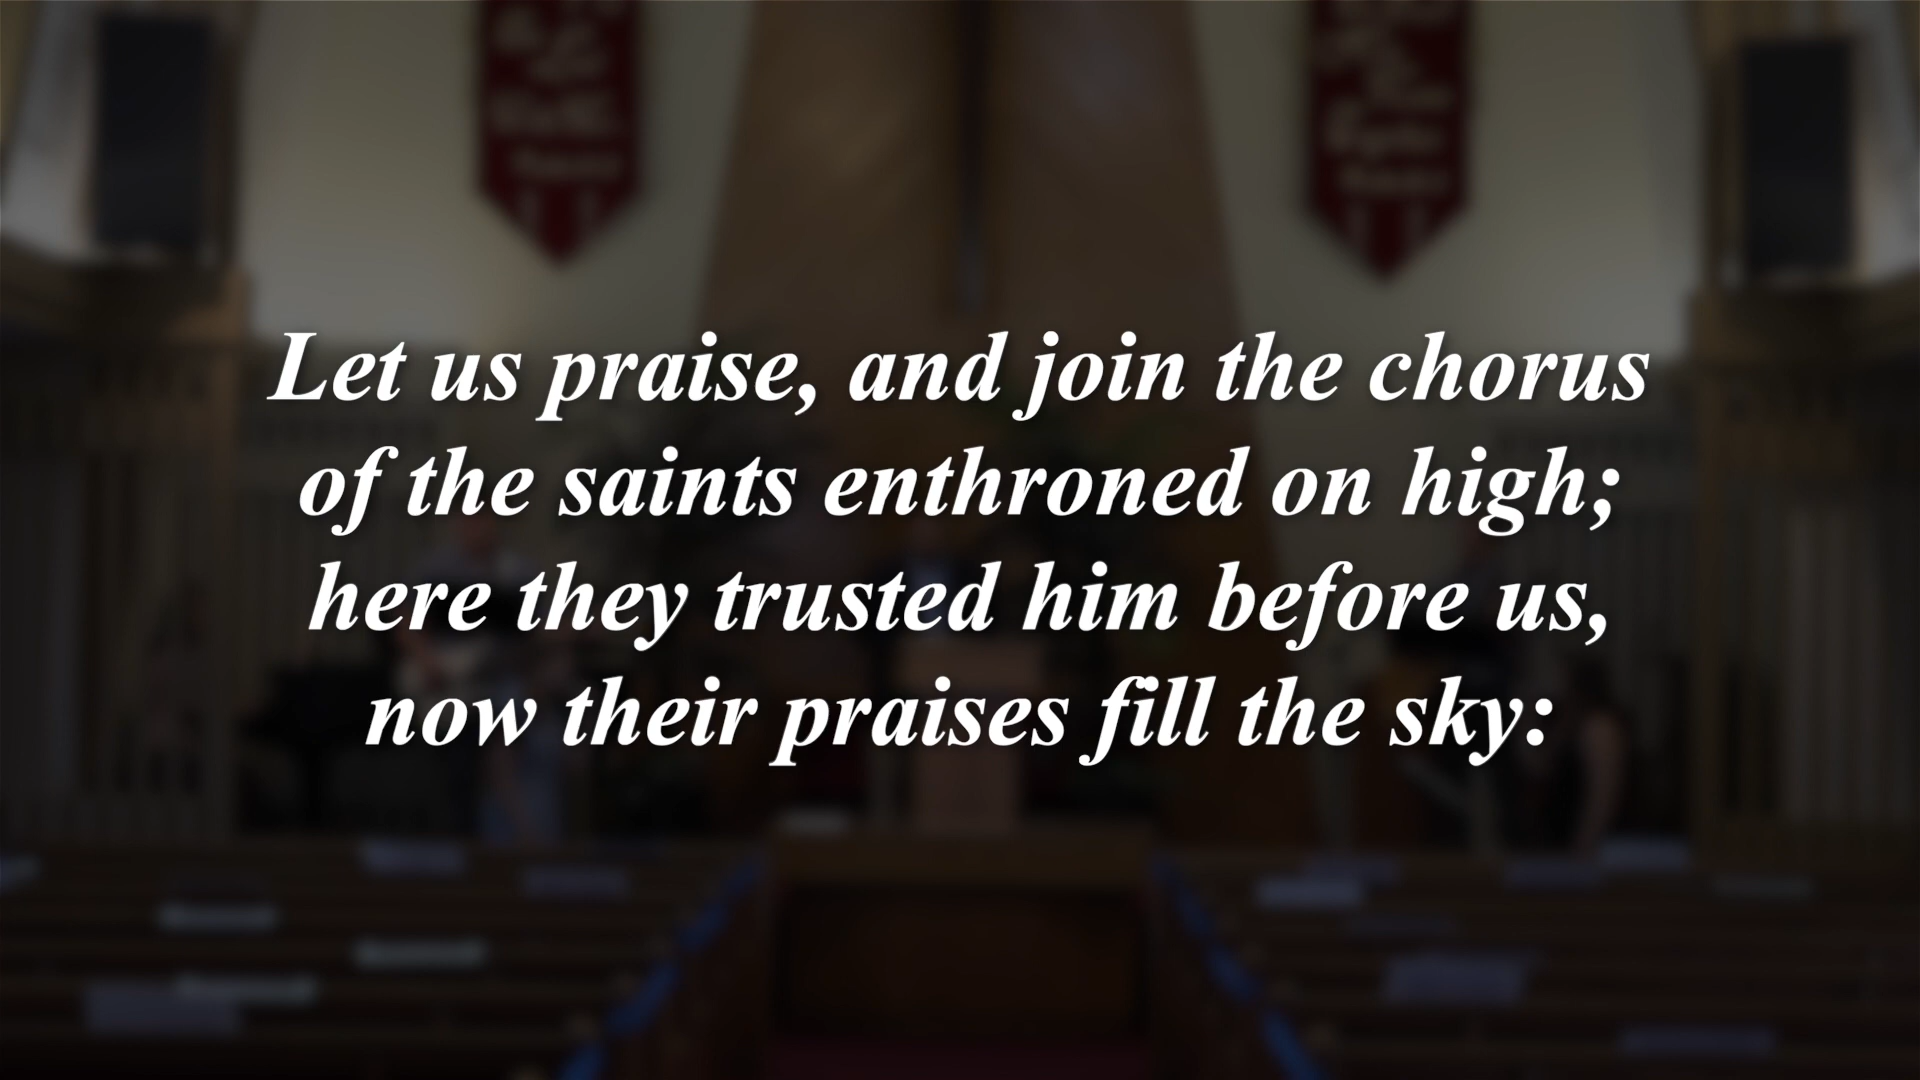 Let us praise, and join the chorus
of the saints enthroned on high;
here they trusted him before us,
now their praises fill the sky: